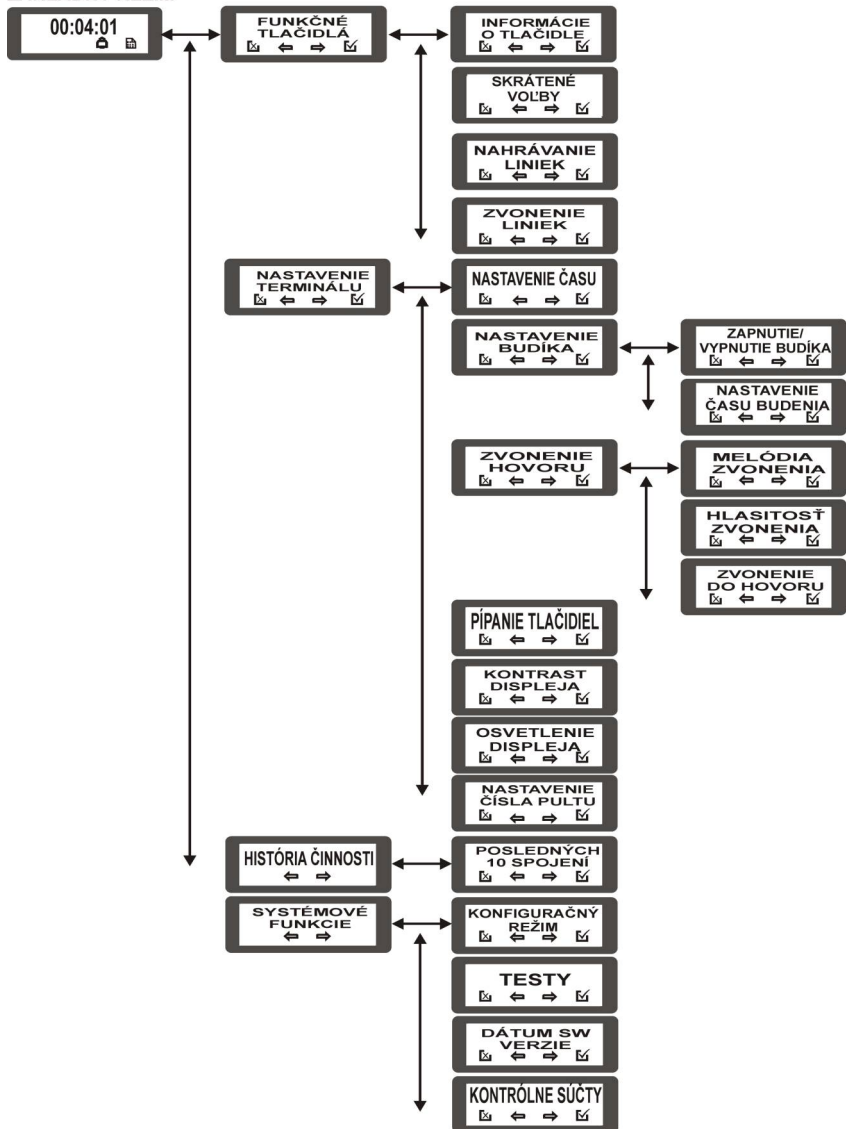 00:04:01
FUNKČNÉ
TLAČIDLÁ
INFORMÁCIE
O TLAČIDLE
SKRÁTENÉ
VOĽBY
NAHRÁVANIE
LINIEK
ZVONENIE
LINIEK
NASTAVENIE
TERMINÁLU
NASTAVENIE ČASU
NASTAVENIE
BUDÍKA
ZAPNUTIE/
VYPNUTIE BUDÍKA
NASTAVENIE
ČASU BUDENIA
ZVONENIE
HOVORU
MELÓDIA
ZVONENIA
HLASITOSŤ
ZVONENIA
ZVONENIE
DO HOVORU
PÍPANIE TLAČIDIEL
KONTRAST
DISPLEJA
OSVETLENIE
DISPLEJA
NASTAVENIE
ČÍSLA PULTU
HISTÓRIA ČINNOSTI
POSLEDNÝCH
10 SPOJENÍ
SYSTÉMOVÉ
FUNKCIE
KONFIGURAČNÝ
REŽIM
TESTY
DÁTUM SW
VERZIE
KONTRÓLNE SÚČTY